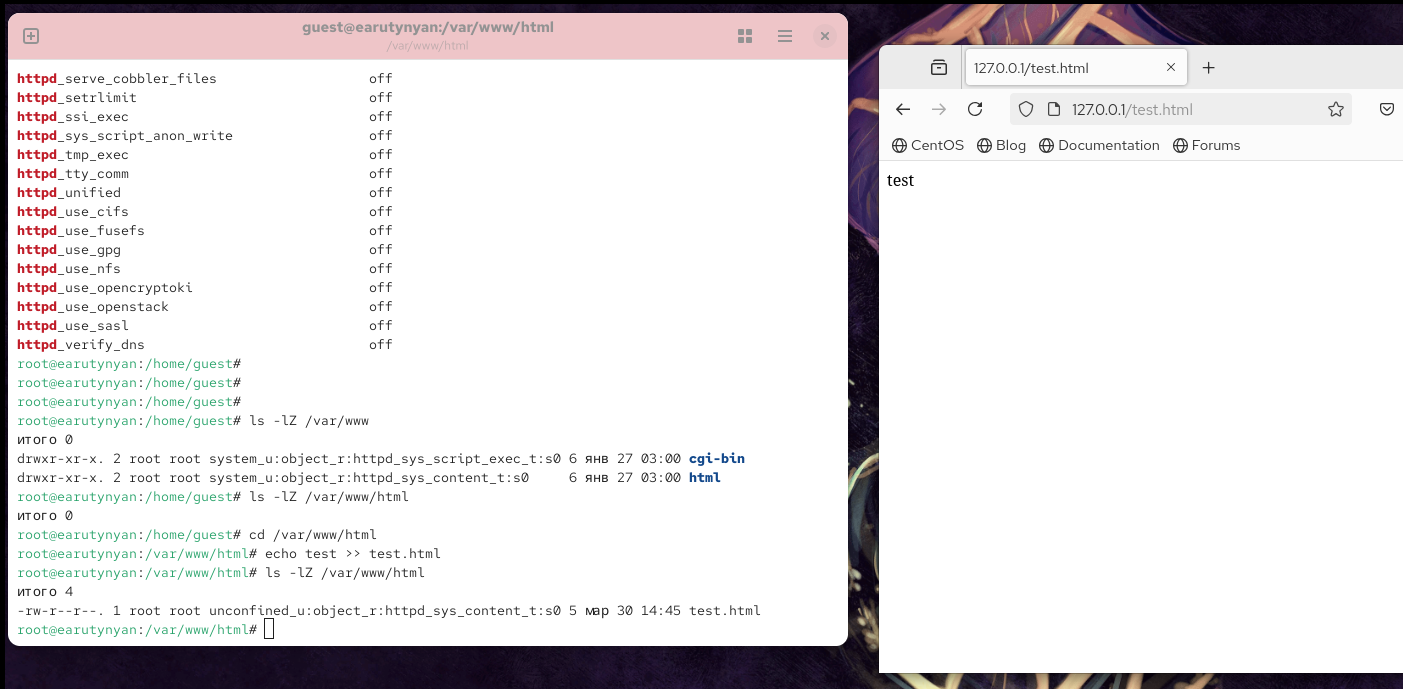 guest@earutynyan:/var/www/html
/var/www/html
httpd_serve_cobbler_files off
httpd_setrlimit off
httpd_ssi_exec off
httpd_sys_script_anon_write off
httpd_tmp_exec off
httpd_tty_comm off
httpd_unified off
httpd_use_cifs off
httpd_use_fusefs off
httpd_use_gpg off
httpd_use_nfs off
httpd_use_opencryptoki off
httpd_use_openstack off
httpd_use_sasl off
httpd_verify_dns off
root@earutynyan:/home/guest#
root@earutynyan:/home/guest#
root@earutynyan:/home/guest#
root@earutynyan:/home/guest# ls -lZ /var/www
итого 0
drwxr-xr-x. 2 root root system_u:object_r:httpd_sys_script_exec_t:s0 6 янв 27 03:00 cgi-bin
drwxr-xr-x. 2 root root system_u:object_r:httpd_sys_content_t:s0 6 янв 27 03:00 html
root@earutynyan:/home/guest# ls -lZ /var/www/html
итого 0
root@earutynyan:/home/guest# cd /var/www/html
root@earutynyan:/var/www/html# echo test >> test.html
root@earutynyan:/var/www/html# ls -lZ /var/www/html
итого 4
-rw-r--r--. 1 root root unconfined_u:object_r:httpd_sys_content_t:s0 5 мар 30 14:45 test.html
root@earutynyan:/var/www/html#
127.0.0.1/test.html
127.0.0.1/test.html
CentOS Blog Documentation Forums
test